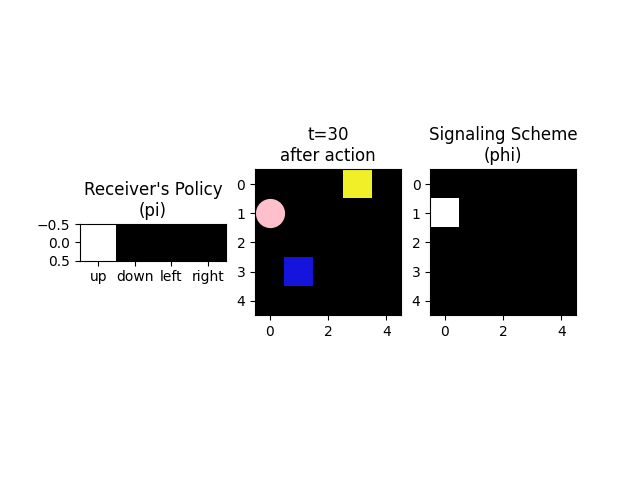 Receiver's Policy
(pi)
−0.5
0.0
0.5
up down left right
t=30
after action
0
1
2
3
4
0 2 4
Signaling Scheme
(phi)
0
1
2
3
4
0 2 4